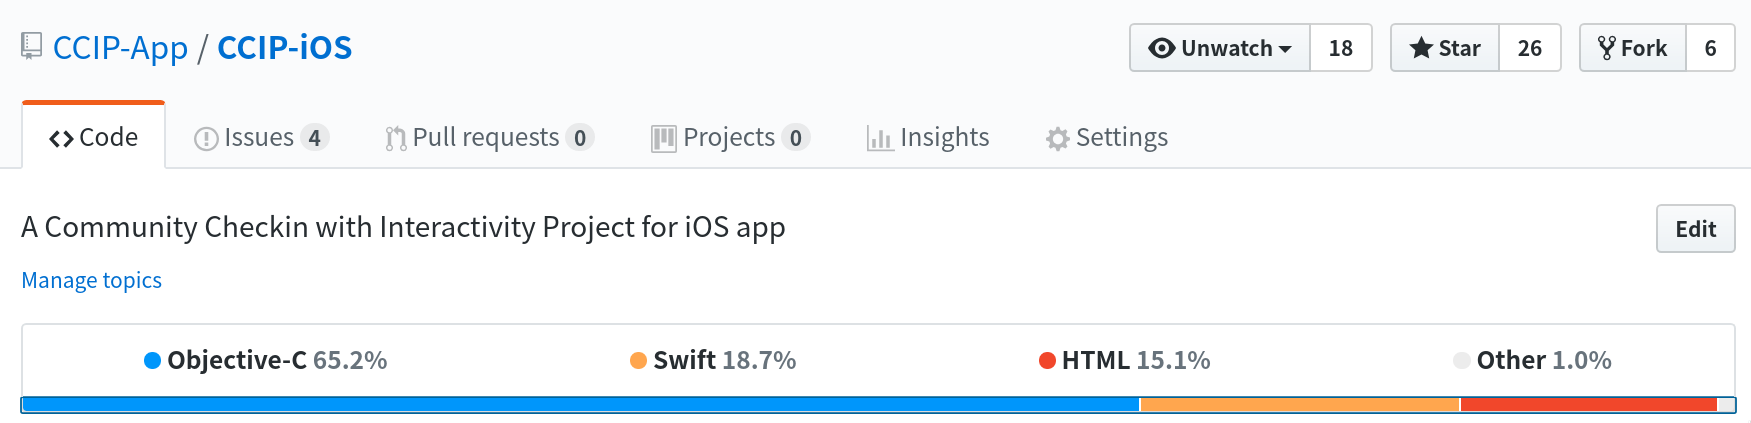 CCIP-App / CCIP-iOS Unwatch 18 Star 26 Fork 6
Code Issues 4 Pull requests 0 Projects 0 Insights Settings
A Community Checkin with Interactivity Project for iOS app Edit
Manage topics
Objective-C 65.2% Swift 18.7% HTML 15.1% Other 1.0%